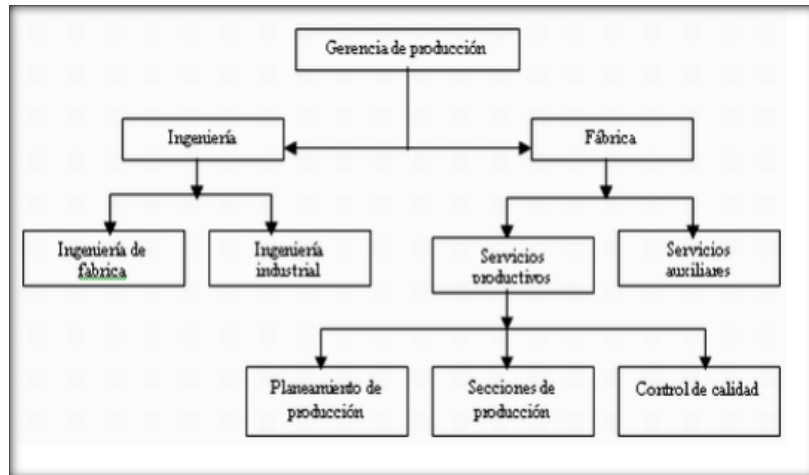 Gerencia de producción
Ingeniería
Fábrica
Ingeniería de
fabrica
Ingeniería
industrial
Servicios
productivos
Servicios
auxiliares
Planeamiento de
producción
Secciones de
producción
Control de calidad